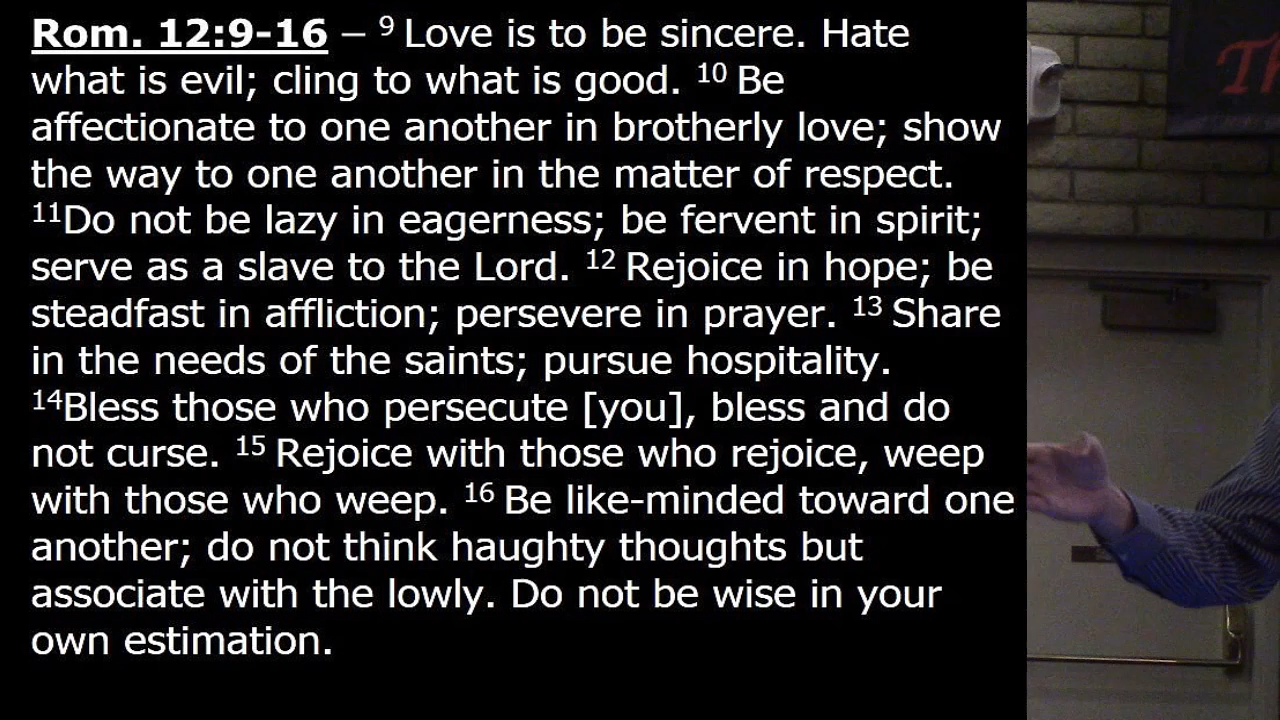 Rom. 12:9-16 – 9 Love is to be sincere. Hate
what is evil; cling to what is good. 10 Be
affectionate to one another in brotherly love; show
the way to one another in the matter of respect.
11Do not be lazy in eagerness; be fervent in spirit;
serve as a slave to the Lord. 12 Rejoice in hope; be
steadfast in affliction; persevere in prayer. 13 Share
in the needs of the saints; pursue hospitality.
14Bless those who persecute [you], bless and do
not curse. 15 Rejoice with those who rejoice, weep
with those who weep. 16 Be like-minded toward one
another; do not think haughty thoughts but
associate with the lowly. Do not be wise in your
own estimation.